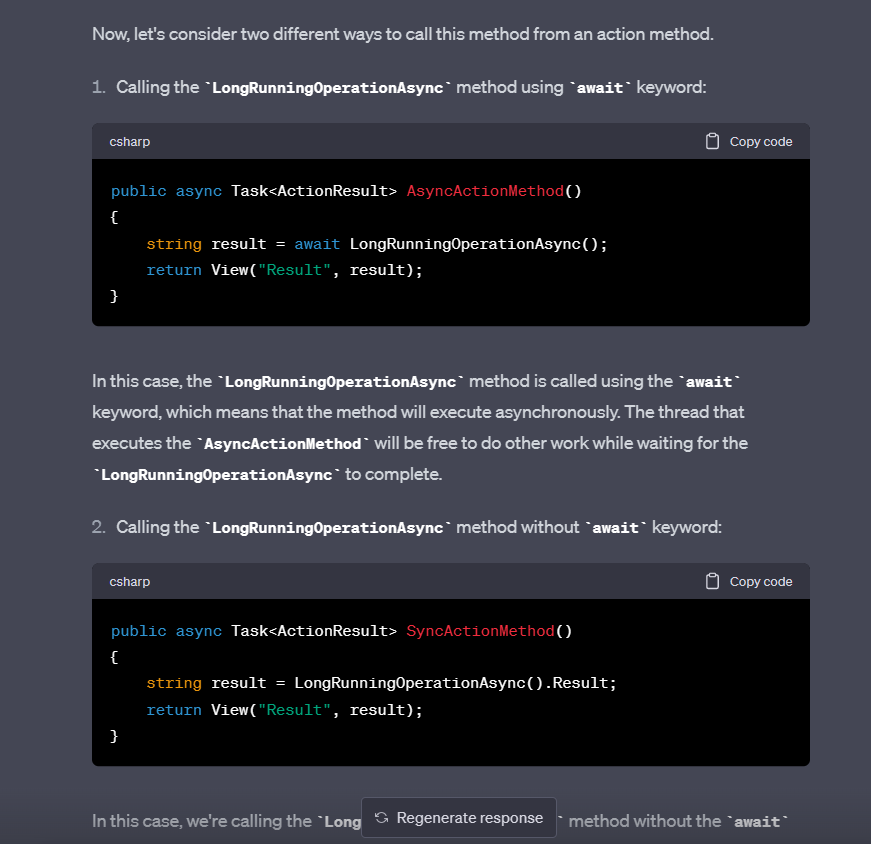 Now, let's consider two different ways to call this method from an action method.
1. Calling the `LongRunningOperationAsync` method using `await` keyword:
csharp Copy code
public async Task<ActionResult> AsyncActionMethod()
{
    string result = await LongRunningOperationAsync();
    return View("Result", result);
}
In this case, the `LongRunningOperationAsync` method is called using the `await`
keyword, which means that the method will execute asynchronously. The thread that
executes the `AsyncActionMethod` will be free to do other work while waiting for the
`LongRunningOperationAsync` to complete.
2. Calling the `LongRunningOperationAsync` method without `await` keyword:
csharp Copy code
public async Task<ActionResult> SyncActionMethod()
{
    string result = LongRunningOperationAsync().Result;
    return View("Result", result);
}
In this case, we're calling the `Long ` method without the `await`
Regenerate response